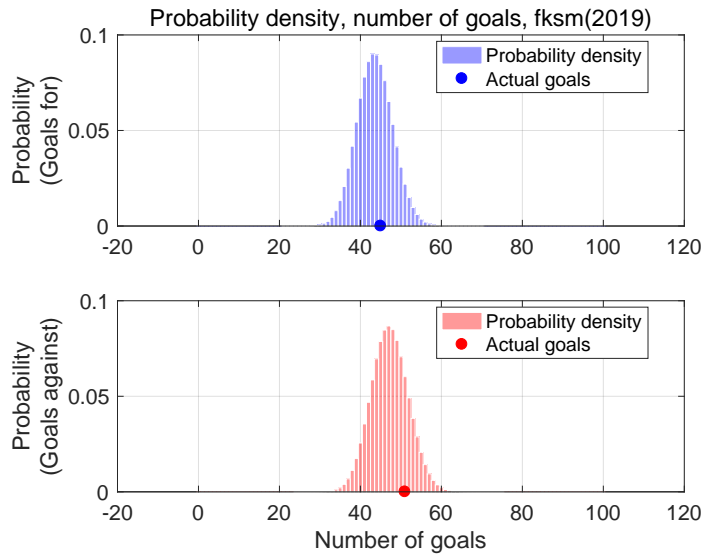 Probability density, number of goals, fksm(2019)
0.1
Probability density
Actual goals
Probability
(Goals for)
0.05
0
-20 0 20 40 60 80 100 120
0.1
Probability density
Actual goals
Probability
(Goals against)
0.05
0
-20 0 20 40 60 80 100 120
Number of goals